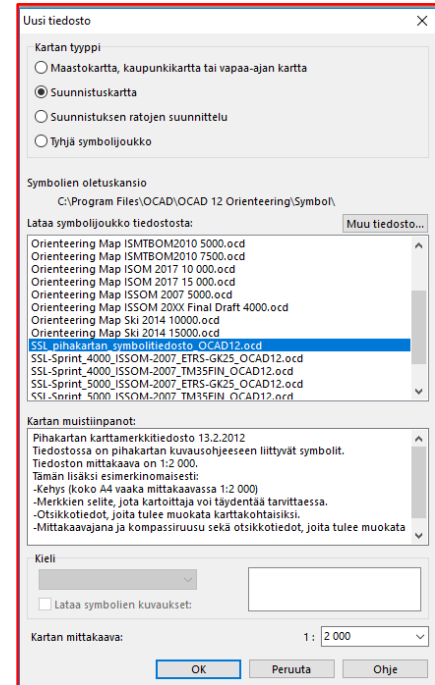 Uusi tiedosto
Kartan tyyppi
Maastokartta, kaupunkikartta tai vapaa-ajan kartta
Suunnistuskartta
Suunnistuksen ratojen suunnittelu
Tyhjä symbolijoukko
Symbolien oletuskansio
C:\Program Files\OCAD\OCAD 12 Orienteering\Symbol\
Lataa symbolijoukko tiedostosta:
Muu tiedosto...
Orienteering Map ISMTBOM2010 5000.ocd
Orienteering Map ISMTBOM2010 7500.ocd
Orienteering Map ISOM 2017 10 000.ocd
Orienteering Map ISOM 2017 15 000.ocd
Orienteering Map ISSOM 2007 5000.ocd
Orienteering Map ISSOM 20XX Final Draft 4000.ocd
Orienteering Map Ski 2014 10000.ocd
Orienteering Map Ski 2014 15000.ocd
SSL_pihakartan_symbolitiedosto_OCAD12.ocd
SSL-Sprint_4000_ISSOM-2007_ETRS-GK25_OCAD12.ocd
SSL-Sprint_4000_ISSOM-2007_TM35FIN_OCAD12.ocd
SSL-Sprint_5000_ISSOM-2007_ETRS-GK25_OCAD12.ocd
SSL-Sprint_5000_ISSOM-2007_TM35FIN_OCAD12.ocd
Kartan muistiinpanot:
Pihakartan karttamerkkitiedosto 13.2.2012
Tiedostossa on pihakartan kuvausohjeeseen liittyvät symbolit.
Tiedoston mittakaava on 1:2 000.
Tämän lisäksi esimerkinomaisesti:
-Kehys (koko A4 vaaka mittakaavassa 1:2 000)
-Merkkien selite, jota kartoittaja voi täydentää tarvittaessa.
-Otsikkotiedot, joita tulee muokata karttakohtaisiksi.
-Mittakaavajana ja kompassiruusu sekä otsikkotiedot, joita tulee muokata
Kieli
Lataa symbolien kuvaukset:
Kartan mittakaava:
1 : 2 000
OK
Peruuta
Ohje